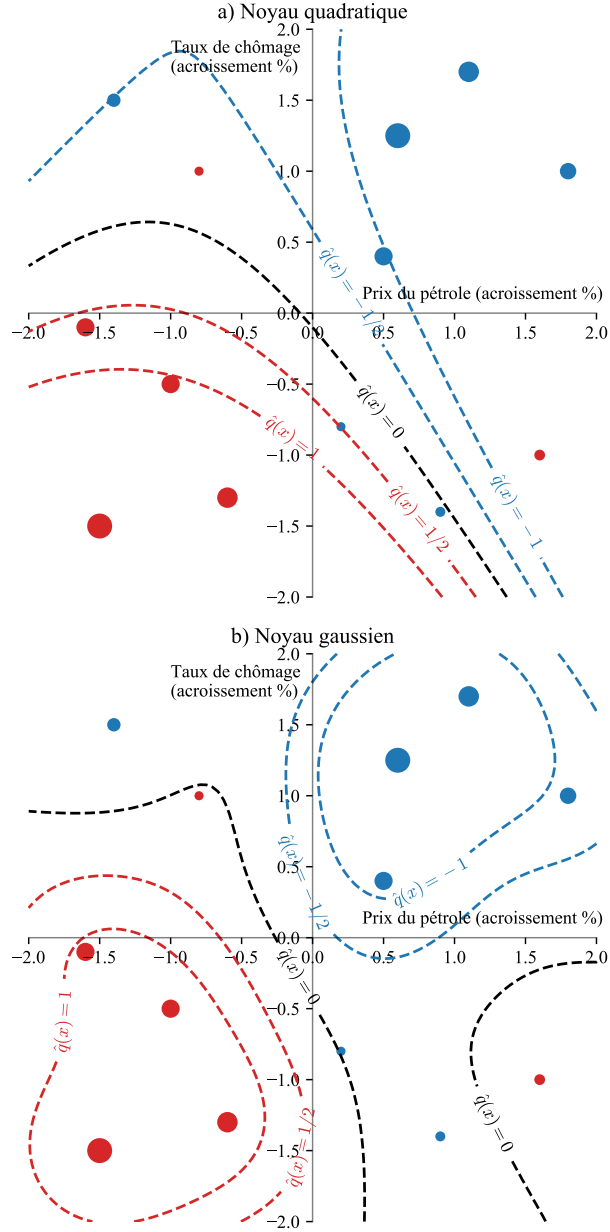 a) Noyau quadratique
Taux de chômage
(acroissement %)
2.0
1.5
1.0
0.5
q̂(x) = −1/2
Prix du pétrole (acroissement %)
−2.0 −1.5 −1.0 −0.5 0.0 0.5 1.0 1.5 2.0
−0.5
q̂(x) = 0
q̂(x) = 1
−1.0
q̂(x) = 1/2
q̂(x) = −1
−1.5
−2.0
b) Noyau gaussien
Taux de chômage
(acroissement %)
2.0
1.5
1.0
0.5
q̂(x) = −1/2
q̂(x) = −1
Prix du pétrole (acroissement %)
−2.0 −1.5 −1.0 −0.5 0.0 0.5 1.0 1.5 2.0
q̂(x) = 0
−0.5
q̂(x) = 1
−1.0
q̂(x) = 0
q̂(x) = 1/2
−1.5
−2.0